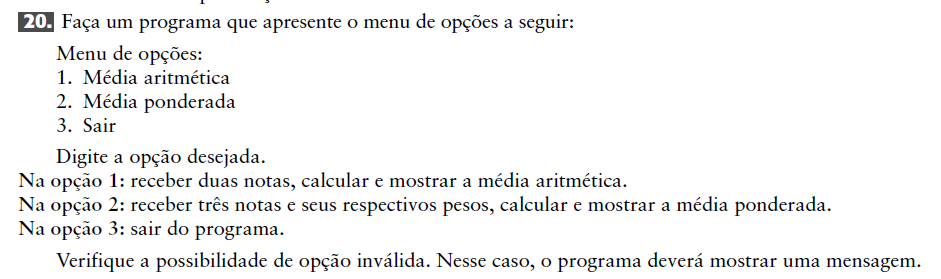 20. Faça um programa que apresente o menu de opções a seguir:
Menu de opções:
1. Média aritmética
2. Média ponderada
3. Sair
Digite a opção desejada.
Na opção 1: receber duas notas, calcular e mostrar a média aritmética.
Na opção 2: receber três notas e seus respectivos pesos, calcular e mostrar a média ponderada.
Na opção 3: sair do programa.
Verifique a possibilidade de opção inválida. Nesse caso, o programa deverá mostrar uma mensagem.